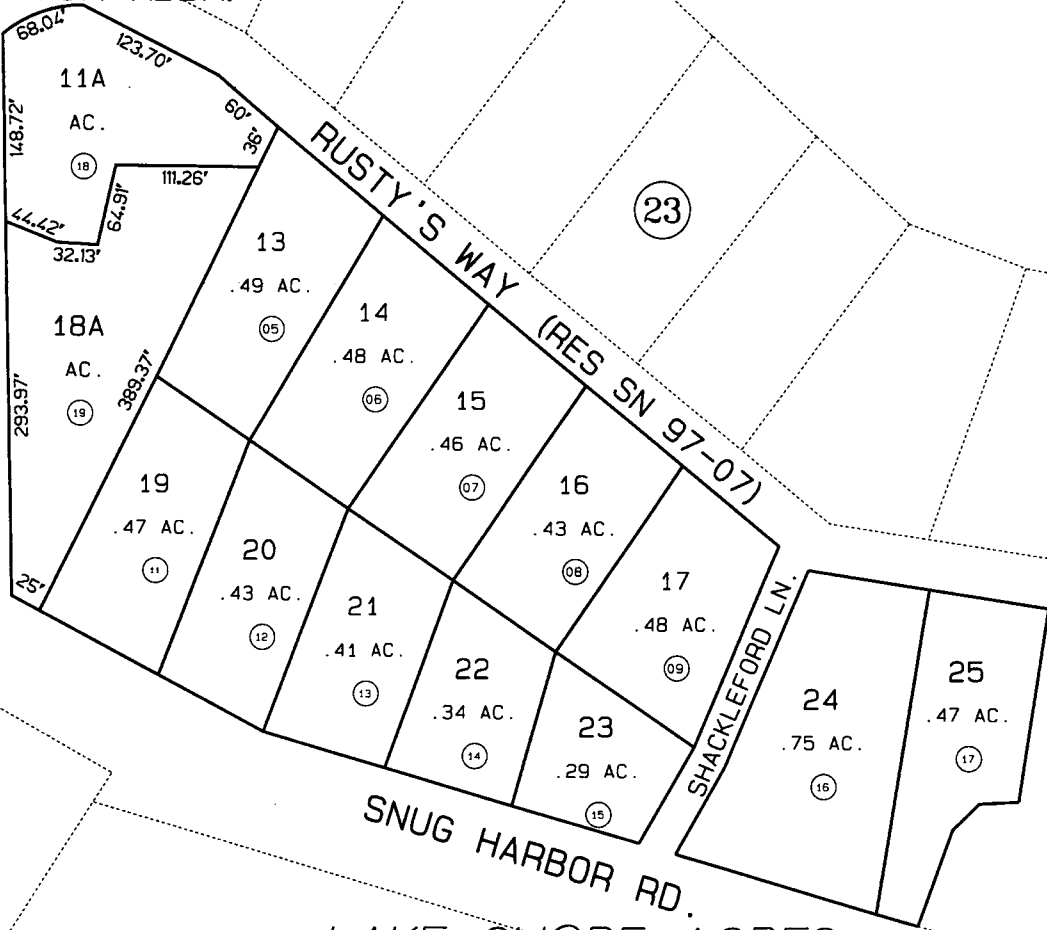 68.04'
123.70'
11A
AC.
18
148.72'
60'
36'
111.26'
64.91'
44.42'
32.13'
18A
AC.
19
293.97'
389.37'
25'
RUSTY'S WAY (RES SN 97-07)
23
13
.49 AC.
05
14
.48 AC.
06
15
.46 AC.
07
16
.43 AC.
08
17
.48 AC.
09
19
.47 AC.
11
20
.43 AC.
12
21
.41 AC.
13
22
.34 AC.
14
23
.29 AC.
15
SHACKLEFORD LN.
24
.75 AC.
16
25
.47 AC.
17
SNUG HARBOR RD.
LAKE SHORE ACRES